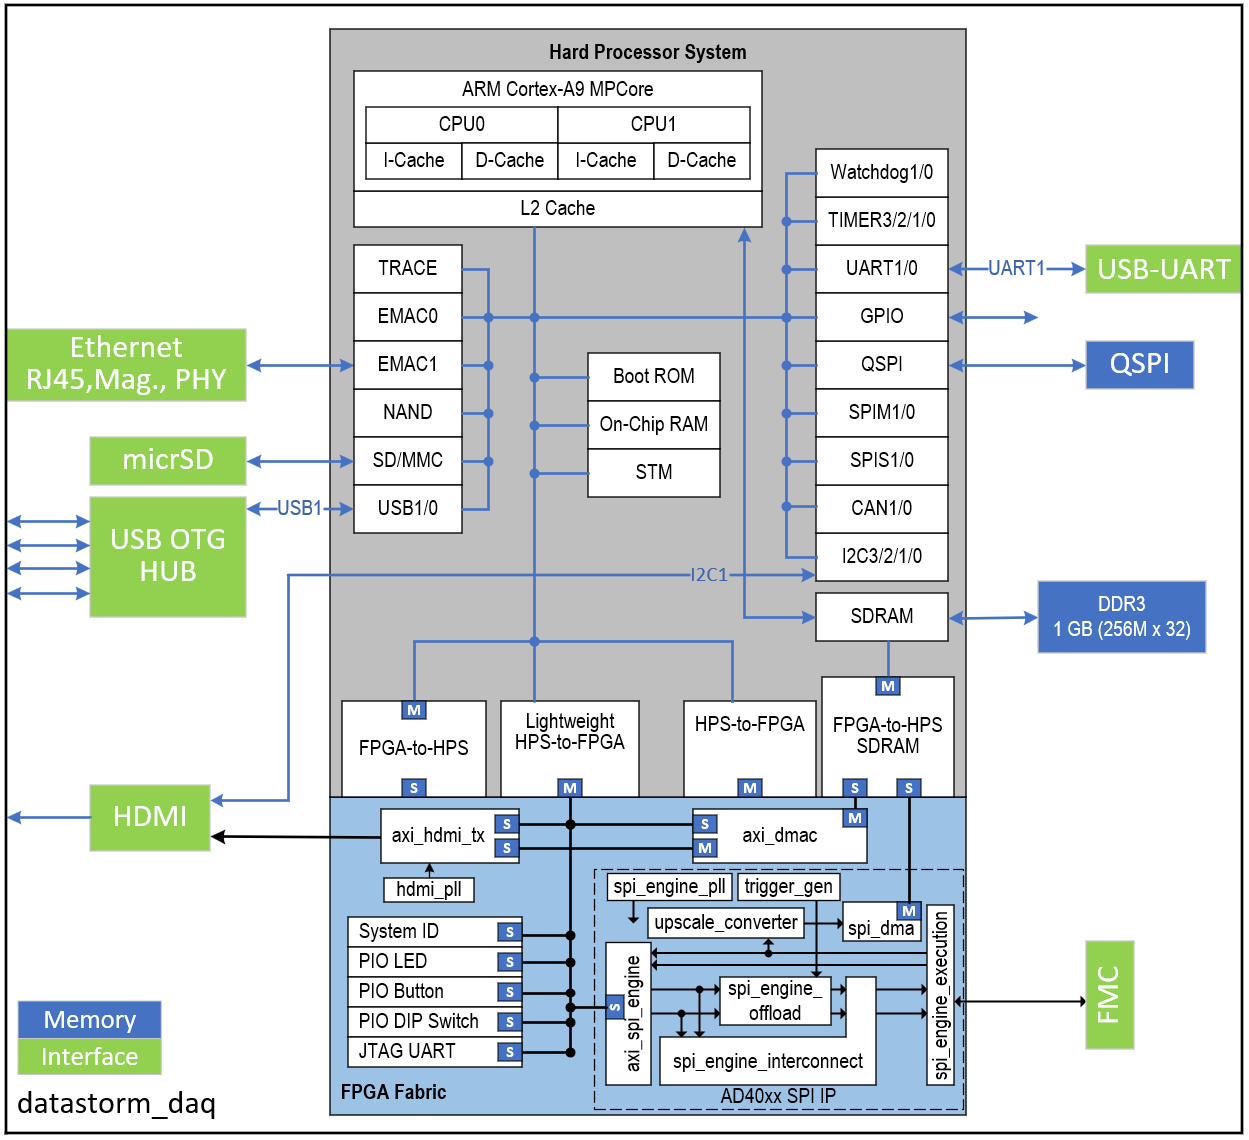 Hard Processor System
ARM Cortex-A9 MPCore
CPU0
CPU1
I-Cache
D-Cache
I-Cache
D-Cache
L2 Cache
TRACE
EMAC0
EMAC1
NAND
SD/MMC
USB1/0
Boot ROM
On-Chip RAM
STM
Watchdog1/0
TIMER3/2/1/0
UART1/0
GPIO
QSPI
SPIM1/0
SPIS1/0
CAN1/0
I2C3/2/1/0
SDRAM
UART1
USB-UART
QSPI
DDR3
1 GB (256M x 32)
Ethernet
RJ45,Mag., PHY
micrSD
USB OTG
HUB
USB1
I2C1
HDMI
M
FPGA-to-HPS
S
Lightweight
HPS-to-FPGA
M
HPS-to-FPGA
M
M
FPGA-to-HPS
SDRAM
S
S
axi_hdmi_tx
S
S
S
M
axi_dmac
M
hdmi_pll
System ID
S
PIO LED
S
PIO Button
S
PIO DIP Switch
S
JTAG UART
S
FPGA Fabric
spi_engine_pll
trigger_gen
upscale_converter
M
spi_dma
axi_spi_engine
S
spi_engine_
offload
spi_engine_interconnect
spi_engine_execution
AD40xx SPI IP
FMC
Memory
Interface
datastorm_daq